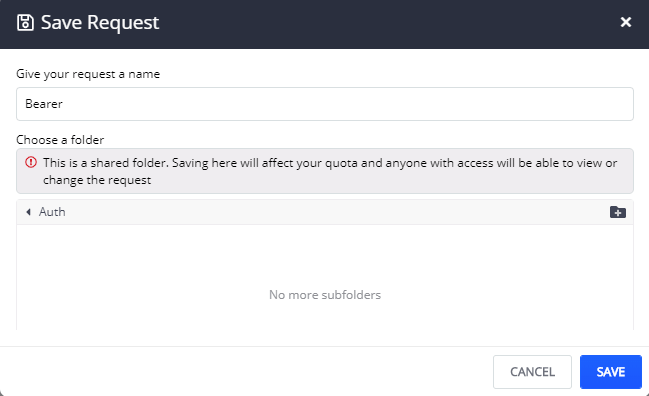 Save Request
Give your request a name
Bearer
Choose a folder
This is a shared folder. Saving here will affect your quota and anyone with access will be able to view or
change the request
Auth
No more subfolders
CANCEL
SAVE